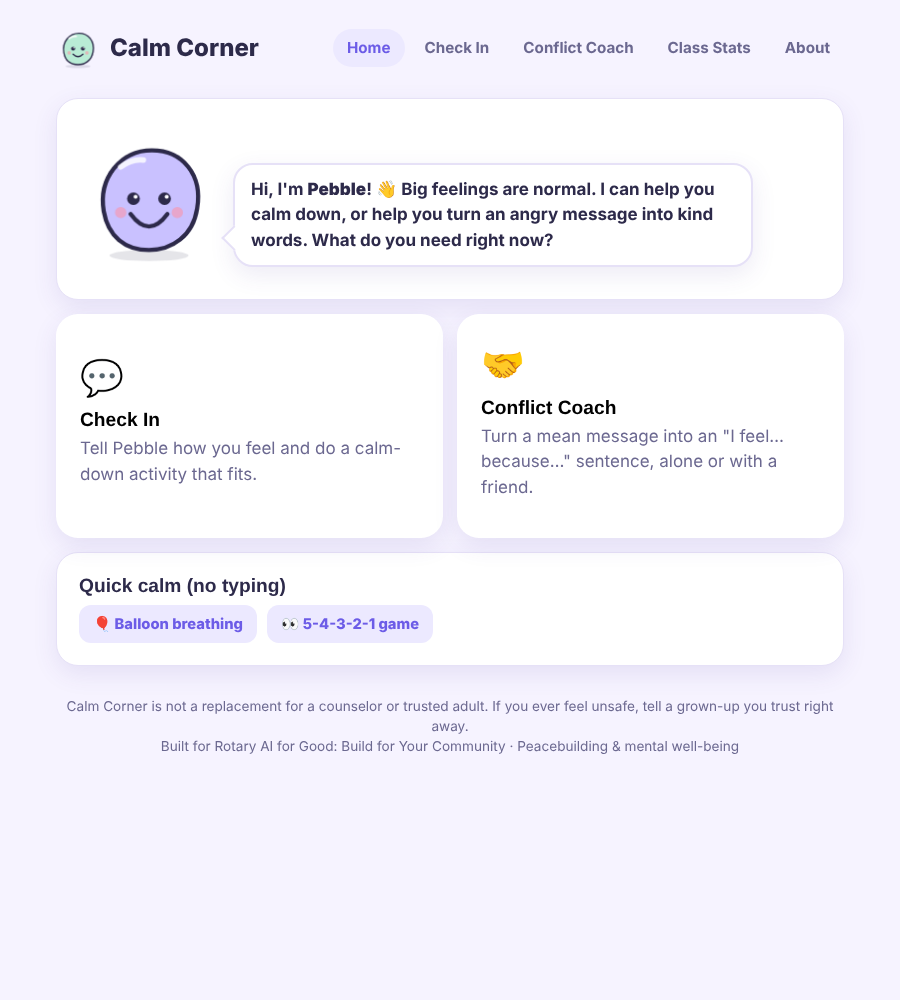 Calm Corner
Home
Check In
Conflict Coach
Class Stats
About
Hi, I'm Pebble! 👋 Big feelings are normal. I can help you
calm down, or help you turn an angry message into kind
words. What do you need right now?
Check In
Tell Pebble how you feel and do a calm-
down activity that fits.
Conflict Coach
Turn a mean message into an "I feel...
because..." sentence, alone or with a
friend.
Quick calm (no typing)
🎈 Balloon breathing
👀 5-4-3-2-1 game
Calm Corner is not a replacement for a counselor or trusted adult. If you ever feel unsafe, tell a grown-up you trust right
away.
Built for Rotary AI for Good: Build for Your Community · Peacebuilding & mental well-being